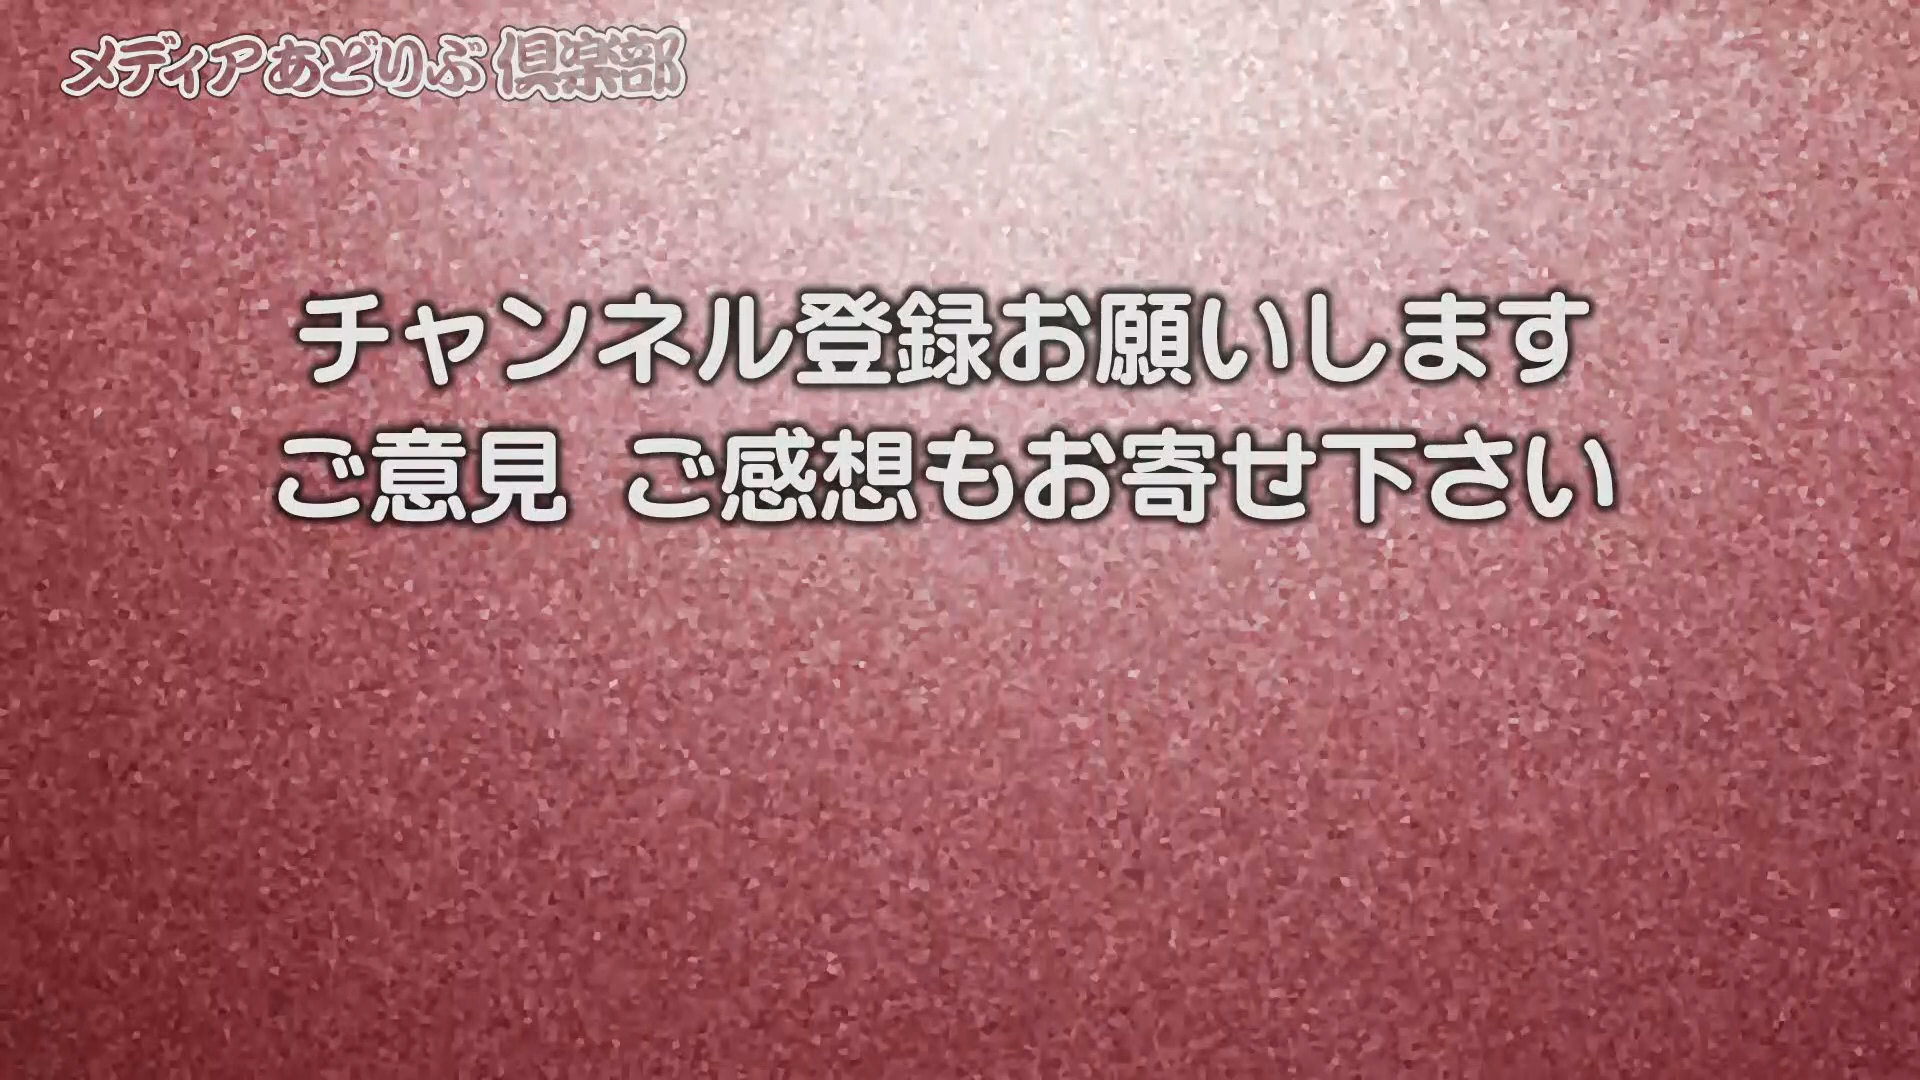 メディアあどりぶ倶楽部
チャンネル登録お願いします
ご意見 ご感想もお寄せ下さい